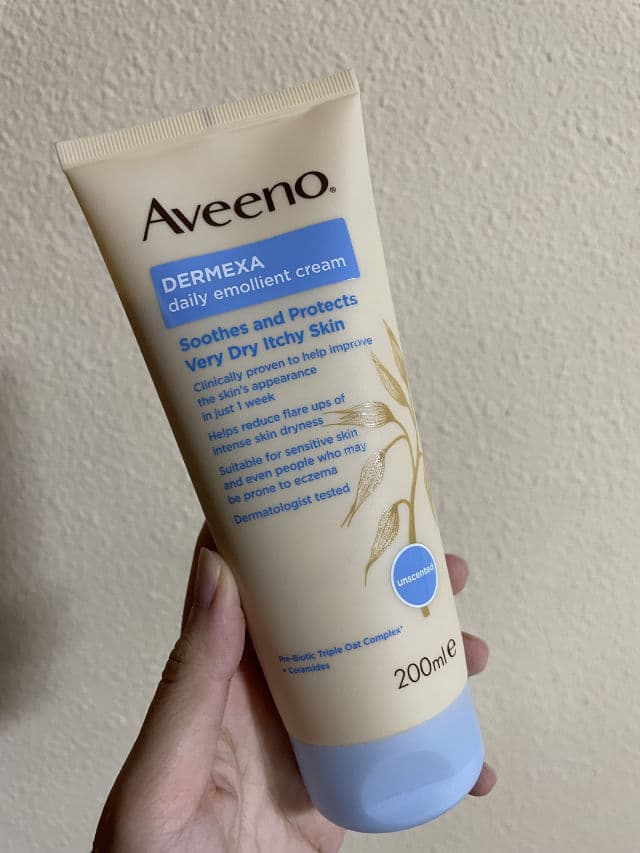 Aveeno®
DERMEXA
daily emollient cream
Soothes and Protects
Very Dry Itchy Skin
Clinically proven to help improve
the skin's appearance
in just 1 week
Helps reduce flare ups of
intense skin dryness
Suitable for sensitive skin
and even people who may
be prone to eczema
Dermatologist tested
unscented
Pre-Biotic Triple Oat Complex*
+ Ceramides
200ml e